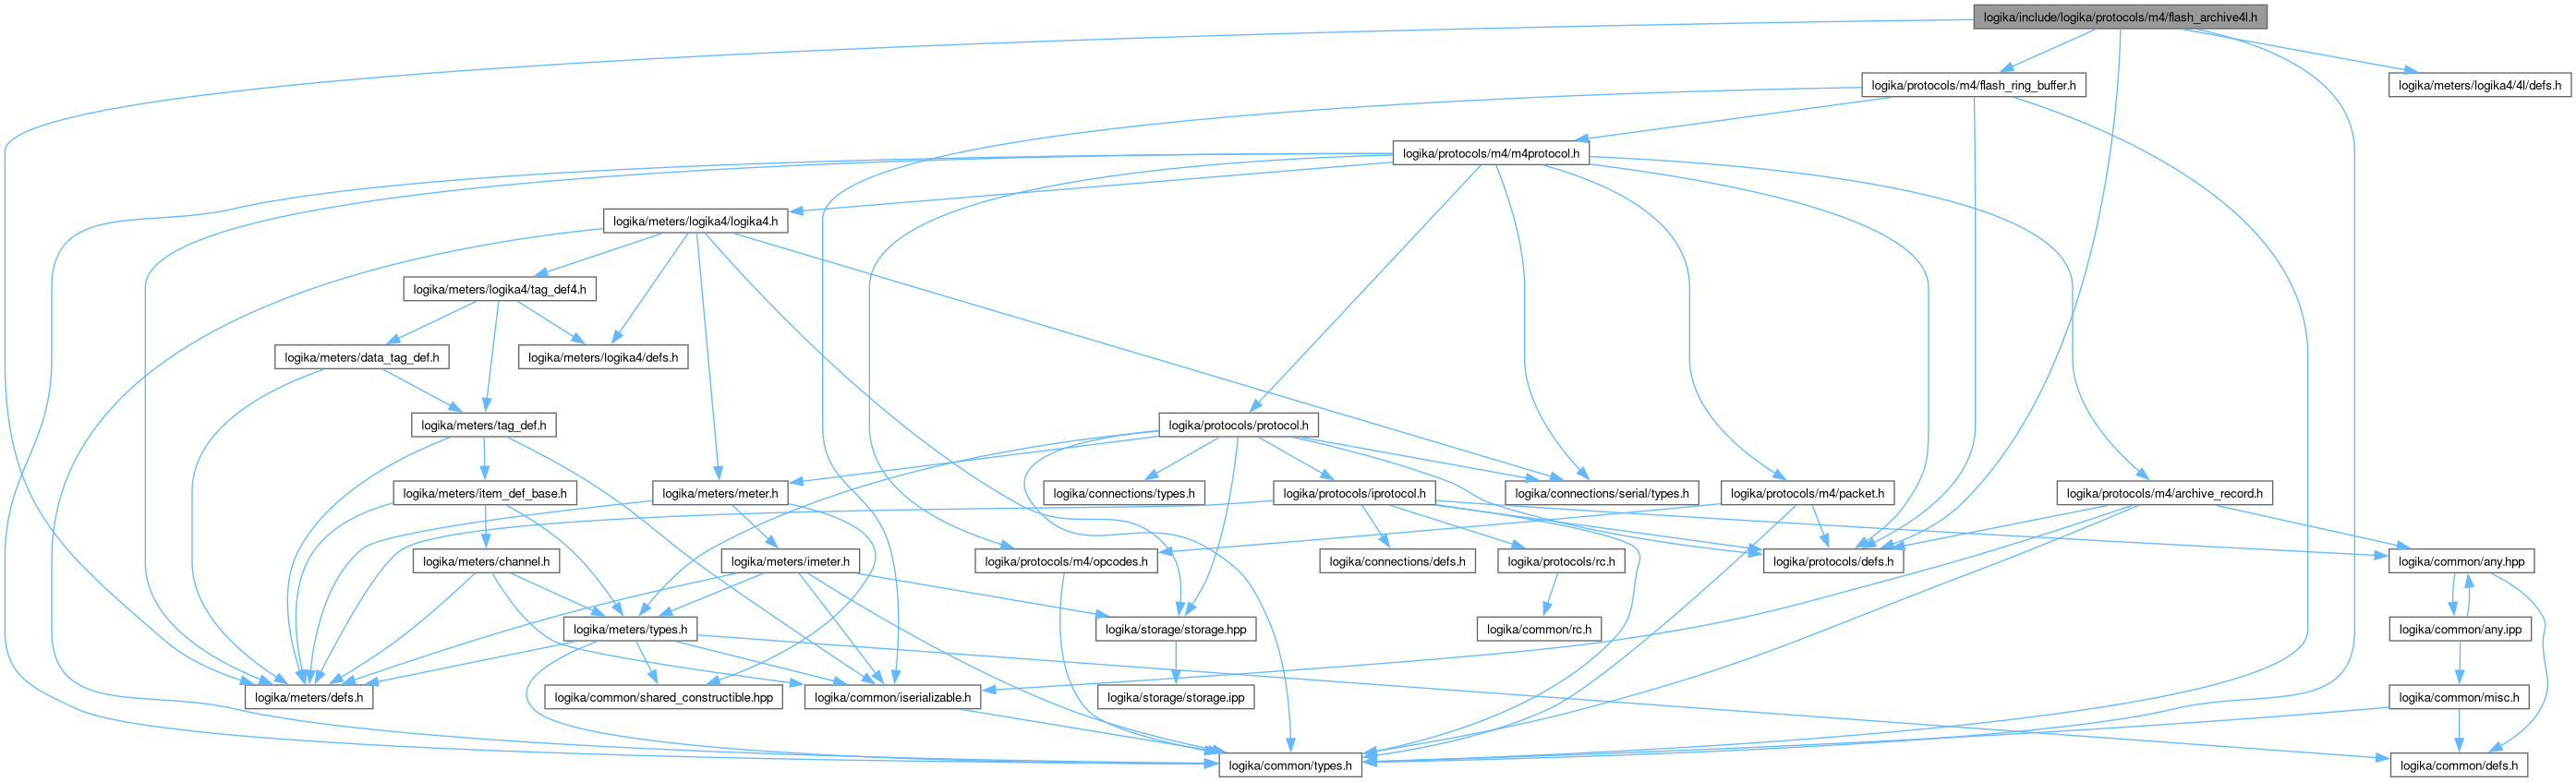 logika/include/logika/protocols/m4/flash_archive4l.h
logika/protocols/m4/flash_ring_buffer.h
logika/meters/logika4/4l/defs.h
logika/protocols/m4/m4protocol.h
logika/meters/logika4/logika4.h
logika/meters/logika4/tag_def4.h
logika/meters/data_tag_def.h
logika/meters/logika4/defs.h
logika/meters/tag_def.h
logika/protocols/protocol.h
logika/meters/item_def_base.h
logika/meters/meter.h
logika/connections/types.h
logika/protocols/iprotocol.h
logika/connections/serial/types.h
logika/protocols/m4/packet.h
logika/protocols/m4/archive_record.h
logika/meters/channel.h
logika/meters/imeter.h
logika/protocols/m4/opcodes.h
logika/connections/defs.h
logika/protocols/rc.h
logika/protocols/defs.h
logika/common/any.hpp
logika/meters/types.h
logika/storage/storage.hpp
logika/common/rc.h
logika/common/any.ipp
logika/meters/defs.h
logika/common/shared_constructible.hpp
logika/common/iserializable.h
logika/storage/storage.ipp
logika/common/misc.h
logika/common/types.h
logika/common/defs.h